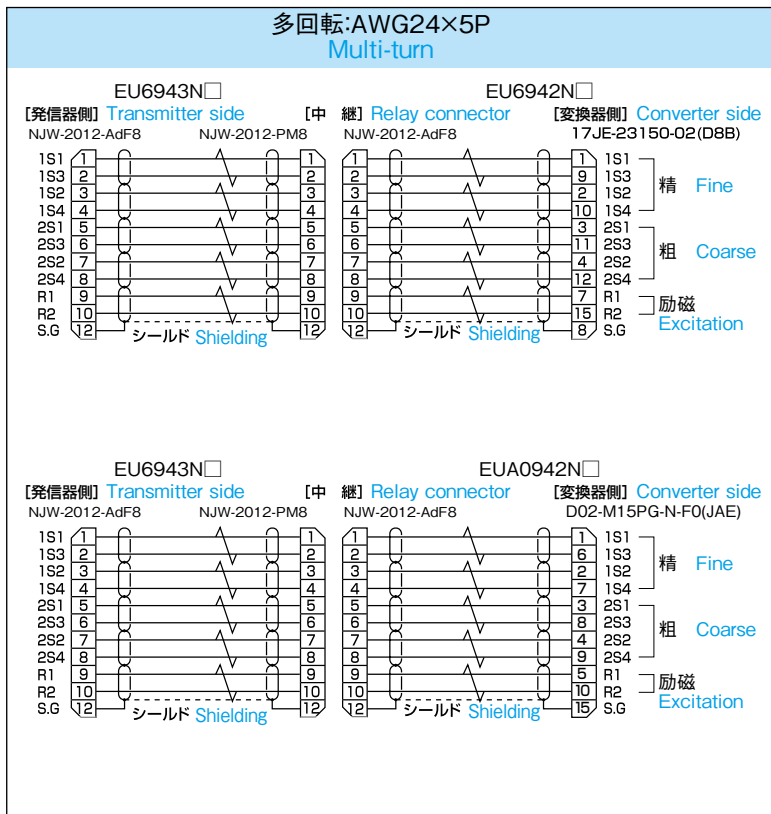 多回転:AWG24×5P
Multi-turn
EU6943N□ EU6942N□
[発信器側] Transmitter side [中 継] Relay connector [変換器側] Converter side
NJW-2012-AdF8 NJW-2012-PM8 NJW-2012-AdF8 17JE-23150-02(D8B)
1S1 1 1 1 1 1S1
1S3 2 2 2 9 1S3
1S2 3 3 3 2 1S2
1S4 4 4 4 10 1S4
精 Fine
2S1 5 5 5 3 2S1
2S3 6 6 6 11 2S3
2S2 7 7 7 4 2S2
2S4 8 8 8 12 2S4
粗 Coarse
R1 9 9 9 7 R1
R2 10 10 10 15 R2
励磁
Excitation
S.G 12 シールド Shielding 12 12 シールド Shielding 8 S.G
EU6943N□ EUA0942N□
[発信器側] Transmitter side [中 継] Relay connector [変換器側] Converter side
NJW-2012-AdF8 NJW-2012-PM8 NJW-2012-AdF8 D02-M15PG-N-F0(JAE)
1S1 1 1 1 1 1S1
1S3 2 2 2 6 1S3
1S2 3 3 3 2 1S2
1S4 4 4 4 7 1S4
精 Fine
2S1 5 5 5 3 2S1
2S3 6 6 6 8 2S3
2S2 7 7 7 4 2S2
2S4 8 8 8 9 2S4
粗 Coarse
R1 9 9 9 5 R1
R2 10 10 10 10 R2
励磁
Excitation
S.G 12 シールド Shielding 12 12 シールド Shielding 15 S.G